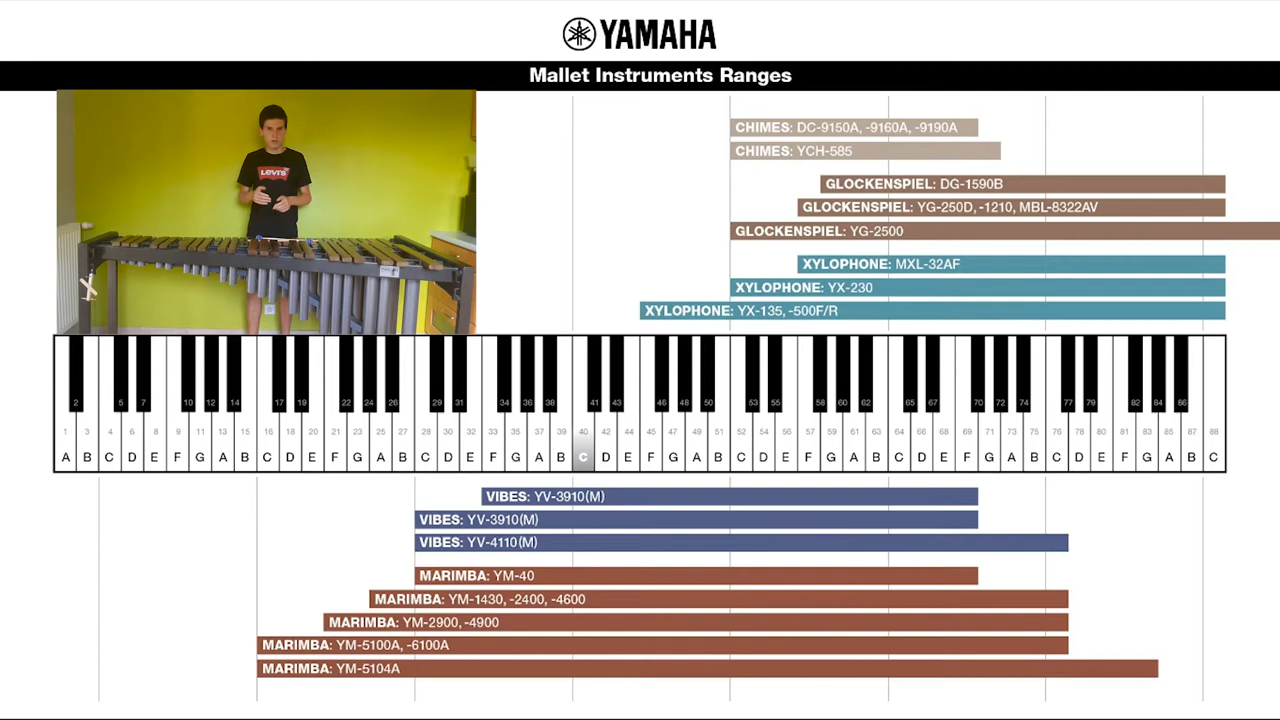 YAMAHA
Mallet Instruments Ranges
CHIMES: DC-9150A, -9160A, -9190A
CHIMES: YCH-585
GLOCKENSPIEL: DG-1590B
GLOCKENSPIEL: YG-250D, -1210, MBL-8322AV
GLOCKENSPIEL: YG-2500
XYLOPHONE: MXL-32AF
XYLOPHONE: YX-230
XYLOPHONE: YX-135, -500F/R
LEVI'S
2 5 7 10 12 14 17 19 22 24 26 29 31 34 36 38 41 43 46 48 50 53 55 58 60 62 65 67 70 72 74 77 79 82 84 86
1 3 4 6 8 9 11 13 15 16 18 20 21 23 25 27 28 30 32 33 35 37 39 40 42 44 45 47 49 51 52 54 56 57 59 61 63 64 66 68 69 71 73 75 76 78 80 81 83 85 87 88
A B C D E F G A B C D E F G A B C D E F G A B C D E F G A B C D E F G A B C D E F G A B C D E F G A B C
VIBES: YV-3910(M)
VIBES: YV-3910(M)
VIBES: YV-4110(M)
MARIMBA: YM-40
MARIMBA: YM-1430, -2400, -4600
MARIMBA: YM-2900, -4900
MARIMBA: YM-5100A, -6100A
MARIMBA: YM-5104A